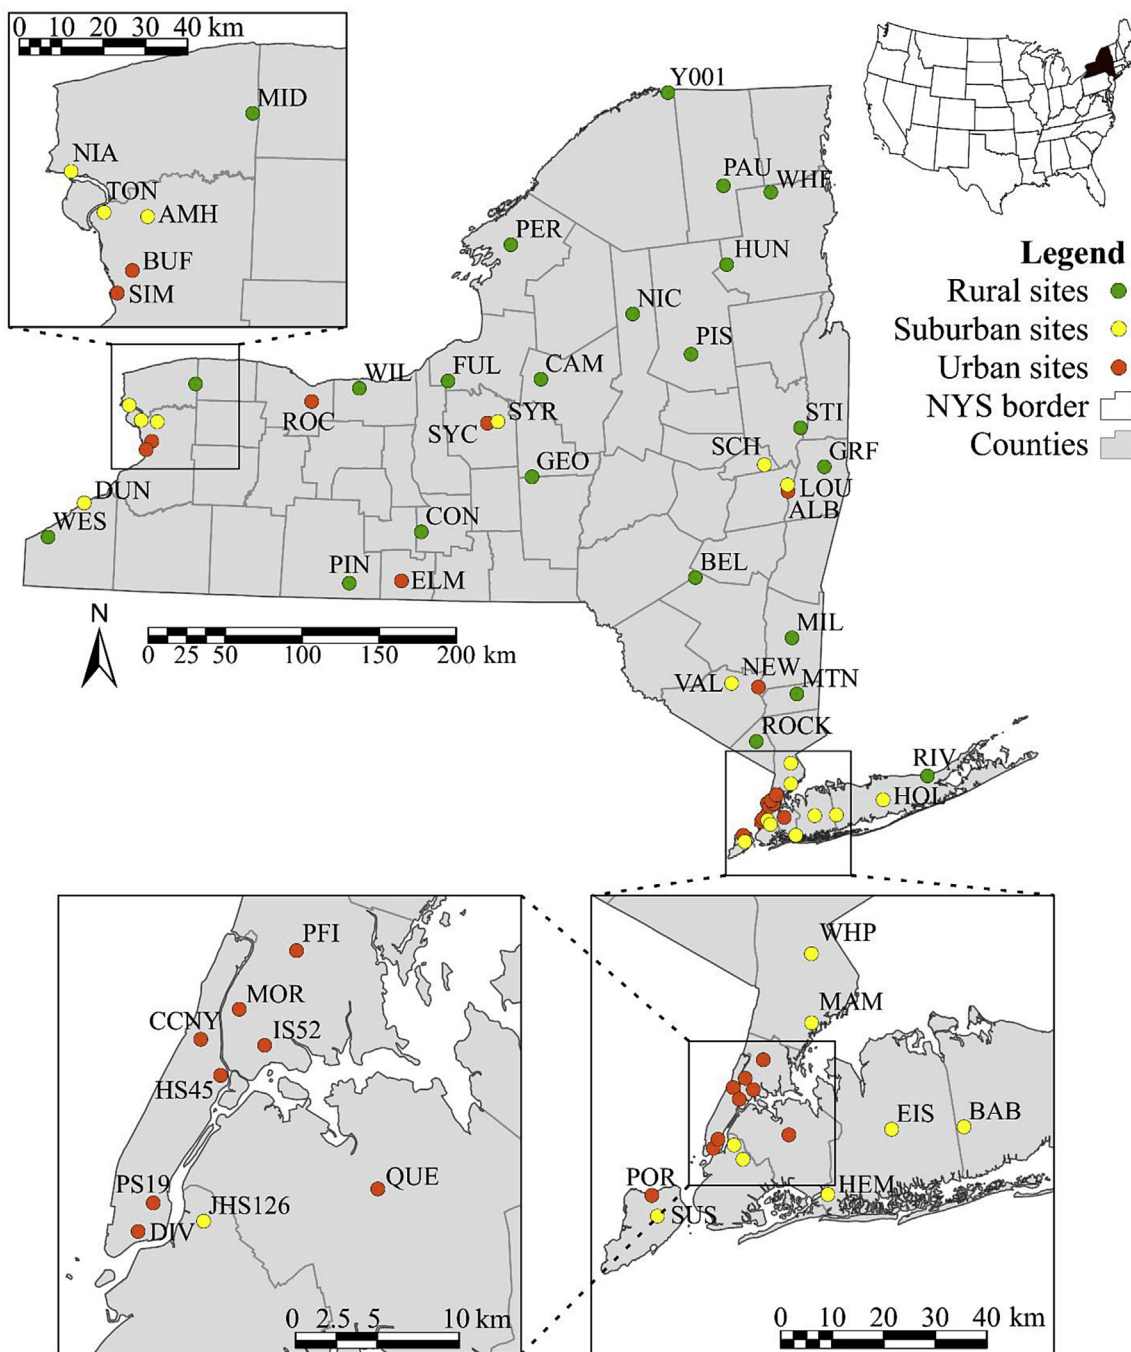 0 10 20 30 40 km
MID
NIA
TON
AMH
BUF
SIM
Y001
PAU
WHF
PER
HUN
NIC
PIS
Legend
Rural sites
Suburban sites
Urban sites
NYS border
Counties
WIL
FUL
CAM
ROC
SYC
SYR
STI
SCH
GRF
GEO
LOU
ALB
DUN
WES
CON
PIN
ELM
BEL
N
0 25 50 100 150 200 km
MIL
VAL
NEW
MTN
ROCK
RIV
HOL
PFI
MOR
CCNY
IS52
HS45
PS19
DIV
JHS126
QUE
0 2.5 5 10 km
WHP
MAM
EIS
BAB
POR
SUS
HEM
0 10 20 30 40 km